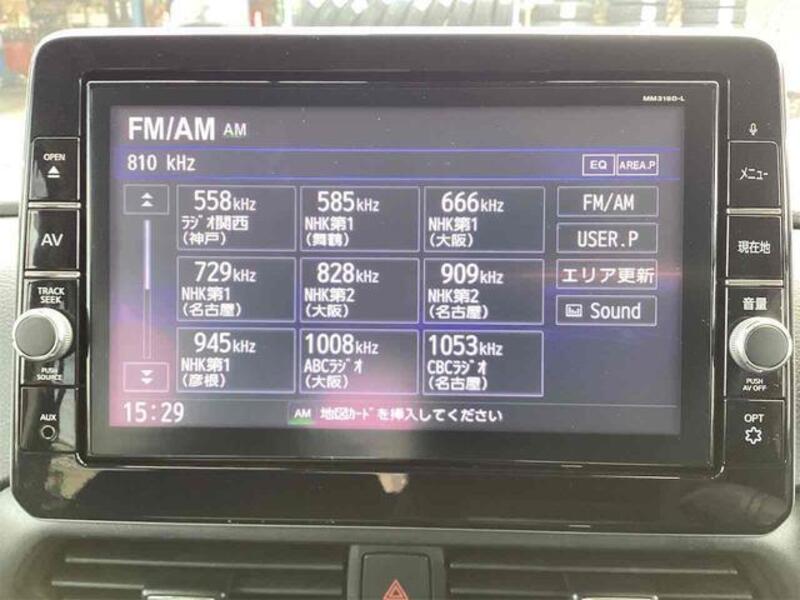 MM319D-L
FM/AM AM
810 kHz
EQ AREA.P
558kHz
ラジオ関西
(神戸)
585kHz
NHK第1
(舞鶴)
666kHz
NHK第1
(大阪)
FM/AM
USER.P
729kHz
NHK第1
(名古屋)
828kHz
NHK第2
(大阪)
909kHz
NHK第2
(名古屋)
エリア更新
Sound
945kHz
NHK第1
(彦根)
1008kHz
ABCラジオ
(大阪)
1053kHz
CBCラジオ
(名古屋)
15:29
AM 地図カードを挿入してください
OPEN
AV
TRACK
SEEK
PUSH
SOURCE
AUX
メニュー
現在地
音量
PUSH
AV OFF
OPT